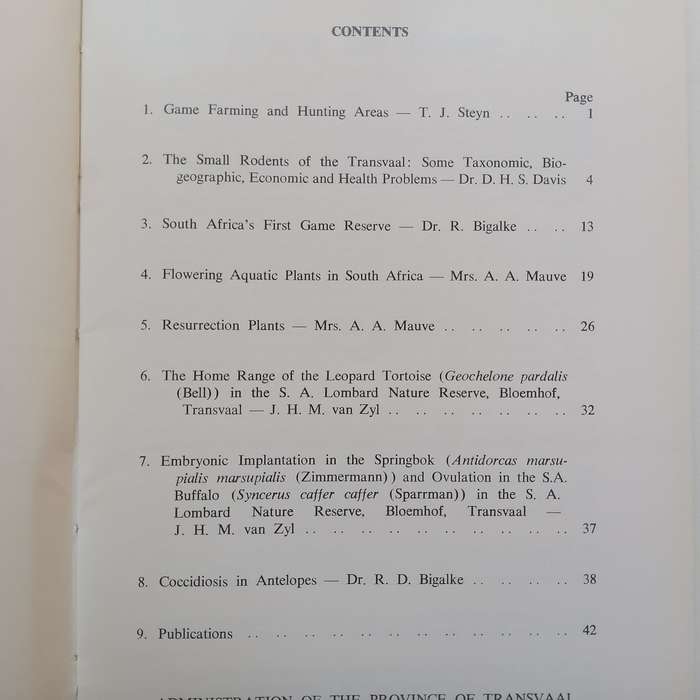 CONTENTS
Page
1. Game Farming and Hunting Areas — T. J. Steyn .. .. .. 1
2. The Small Rodents of the Transvaal: Some Taxonomic, Bio-
geographic, Economic and Health Problems — Dr. D. H. S. Davis 4
3. South Africa's First Game Reserve — Dr. R. Bigalke .. .. 13
4. Flowering Aquatic Plants in South Africa — Mrs. A. A. Mauve 19
5. Resurrection Plants — Mrs. A. A. Mauve .. .. .. .. .. 26
6. The Home Range of the Leopard Tortoise (Geochelone pardalis
(Bell)) in the S. A. Lombard Nature Reserve, Bloemhof,
Transvaal — J. H. M. van Zyl .. .. .. .. .. .. .. 32
7. Embryonic Implantation in the Springbok (Antidorcas marsu-
pialis marsupialis (Zimmermann)) and Ovulation in the S.A.
Buffalo (Syncerus caffer caffer (Sparrman)) in the S. A.
Lombard Nature Reserve, Bloemhof, Transvaal —
J. H. M. van Zyl .. .. .. .. .. .. .. .. .. .. 37
8. Coccidiosis in Antelopes — Dr. R. D. Bigalke .. .. .. .. 38
9. Publications .. .. .. .. .. .. .. .. .. .. .. .. 42
ADMINISTRATION OF THE PROVINCE OF TRANSVAAL